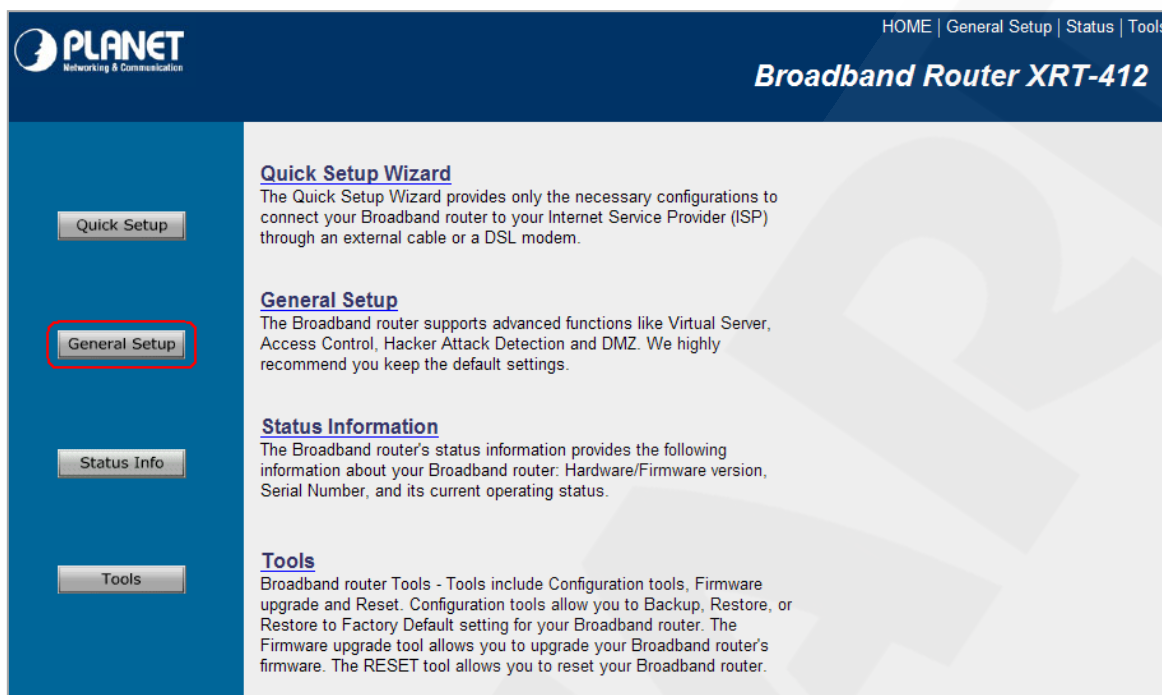 PLANET
Networking & Communication
HOME | General Setup | Status | Tools
Broadband Router XRT-412
Quick Setup
Quick Setup Wizard
The Quick Setup Wizard provides only the necessary configurations to
connect your Broadband router to your Internet Service Provider (ISP)
through an external cable or a DSL modem.
General Setup
General Setup
The Broadband router supports advanced functions like Virtual Server,
Access Control, Hacker Attack Detection and DMZ. We highly
recommend you keep the default settings.
Status Info
Status Information
The Broadband router's status information provides the following
information about your Broadband router: Hardware/Firmware version,
Serial Number, and its current operating status.
Tools
Tools
Broadband router Tools - Tools include Configuration tools, Firmware
upgrade and Reset. Configuration tools allow you to Backup, Restore, or
Restore to Factory Default setting for your Broadband router. The
Firmware upgrade tool allows you to upgrade your Broadband router's
firmware. The RESET tool allows you to reset your Broadband router.